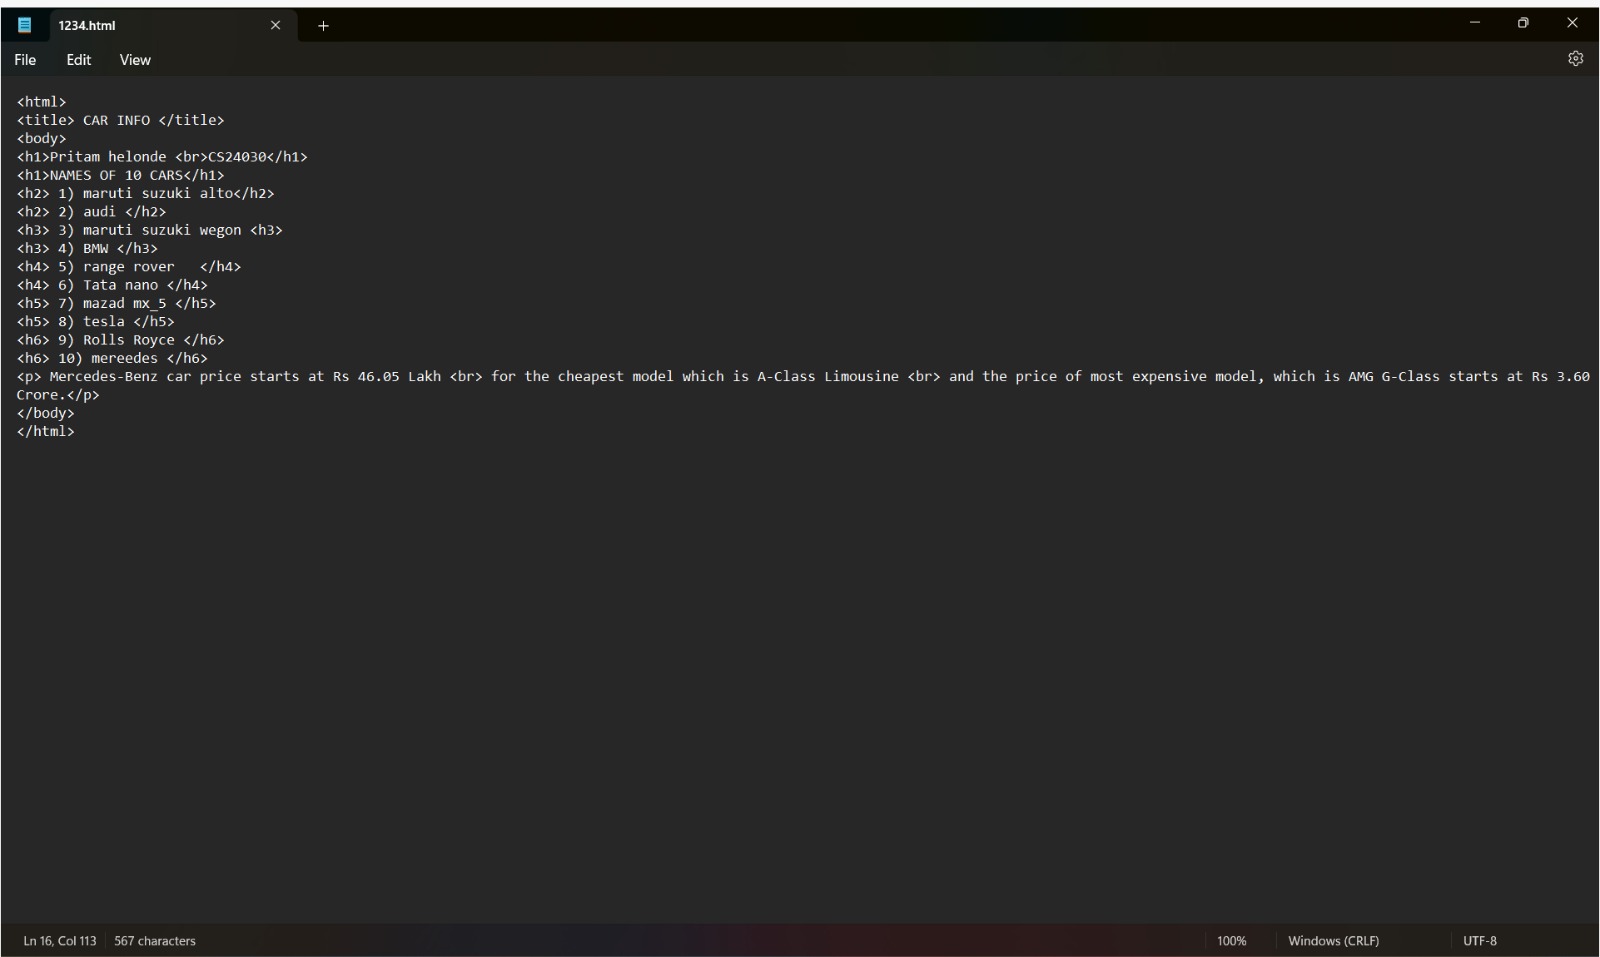 1234.html
File Edit View
<html>
<title> CAR INFO </title>
<body>
<h1>Pritam helonde <br>CS24030</h1>
<h1>NAMES OF 10 CARS</h1>
<h2> 1) maruti suzuki alto</h2>
<h2> 2) audi </h2>
<h3> 3) maruti suzuki wegon <h3>
<h3> 4) BMW </h3>
<h4> 5) range rover   </h4>
<h4> 6) Tata nano </h4>
<h5> 7) mazad mx_5 </h5>
<h5> 8) tesla </h5>
<h6> 9) Rolls Royce </h6>
<h6> 10) mereedes </h6>
<p> Mercedes-Benz car price starts at Rs 46.05 Lakh <br> for the cheapest model which is A-Class Limousine <br> and the price of most expensive model, which is AMG G-Class starts at Rs 3.60
Crore.</p>
</body>
</html>
Ln 16, Col 113 567 characters 100% Windows (CRLF) UTF-8